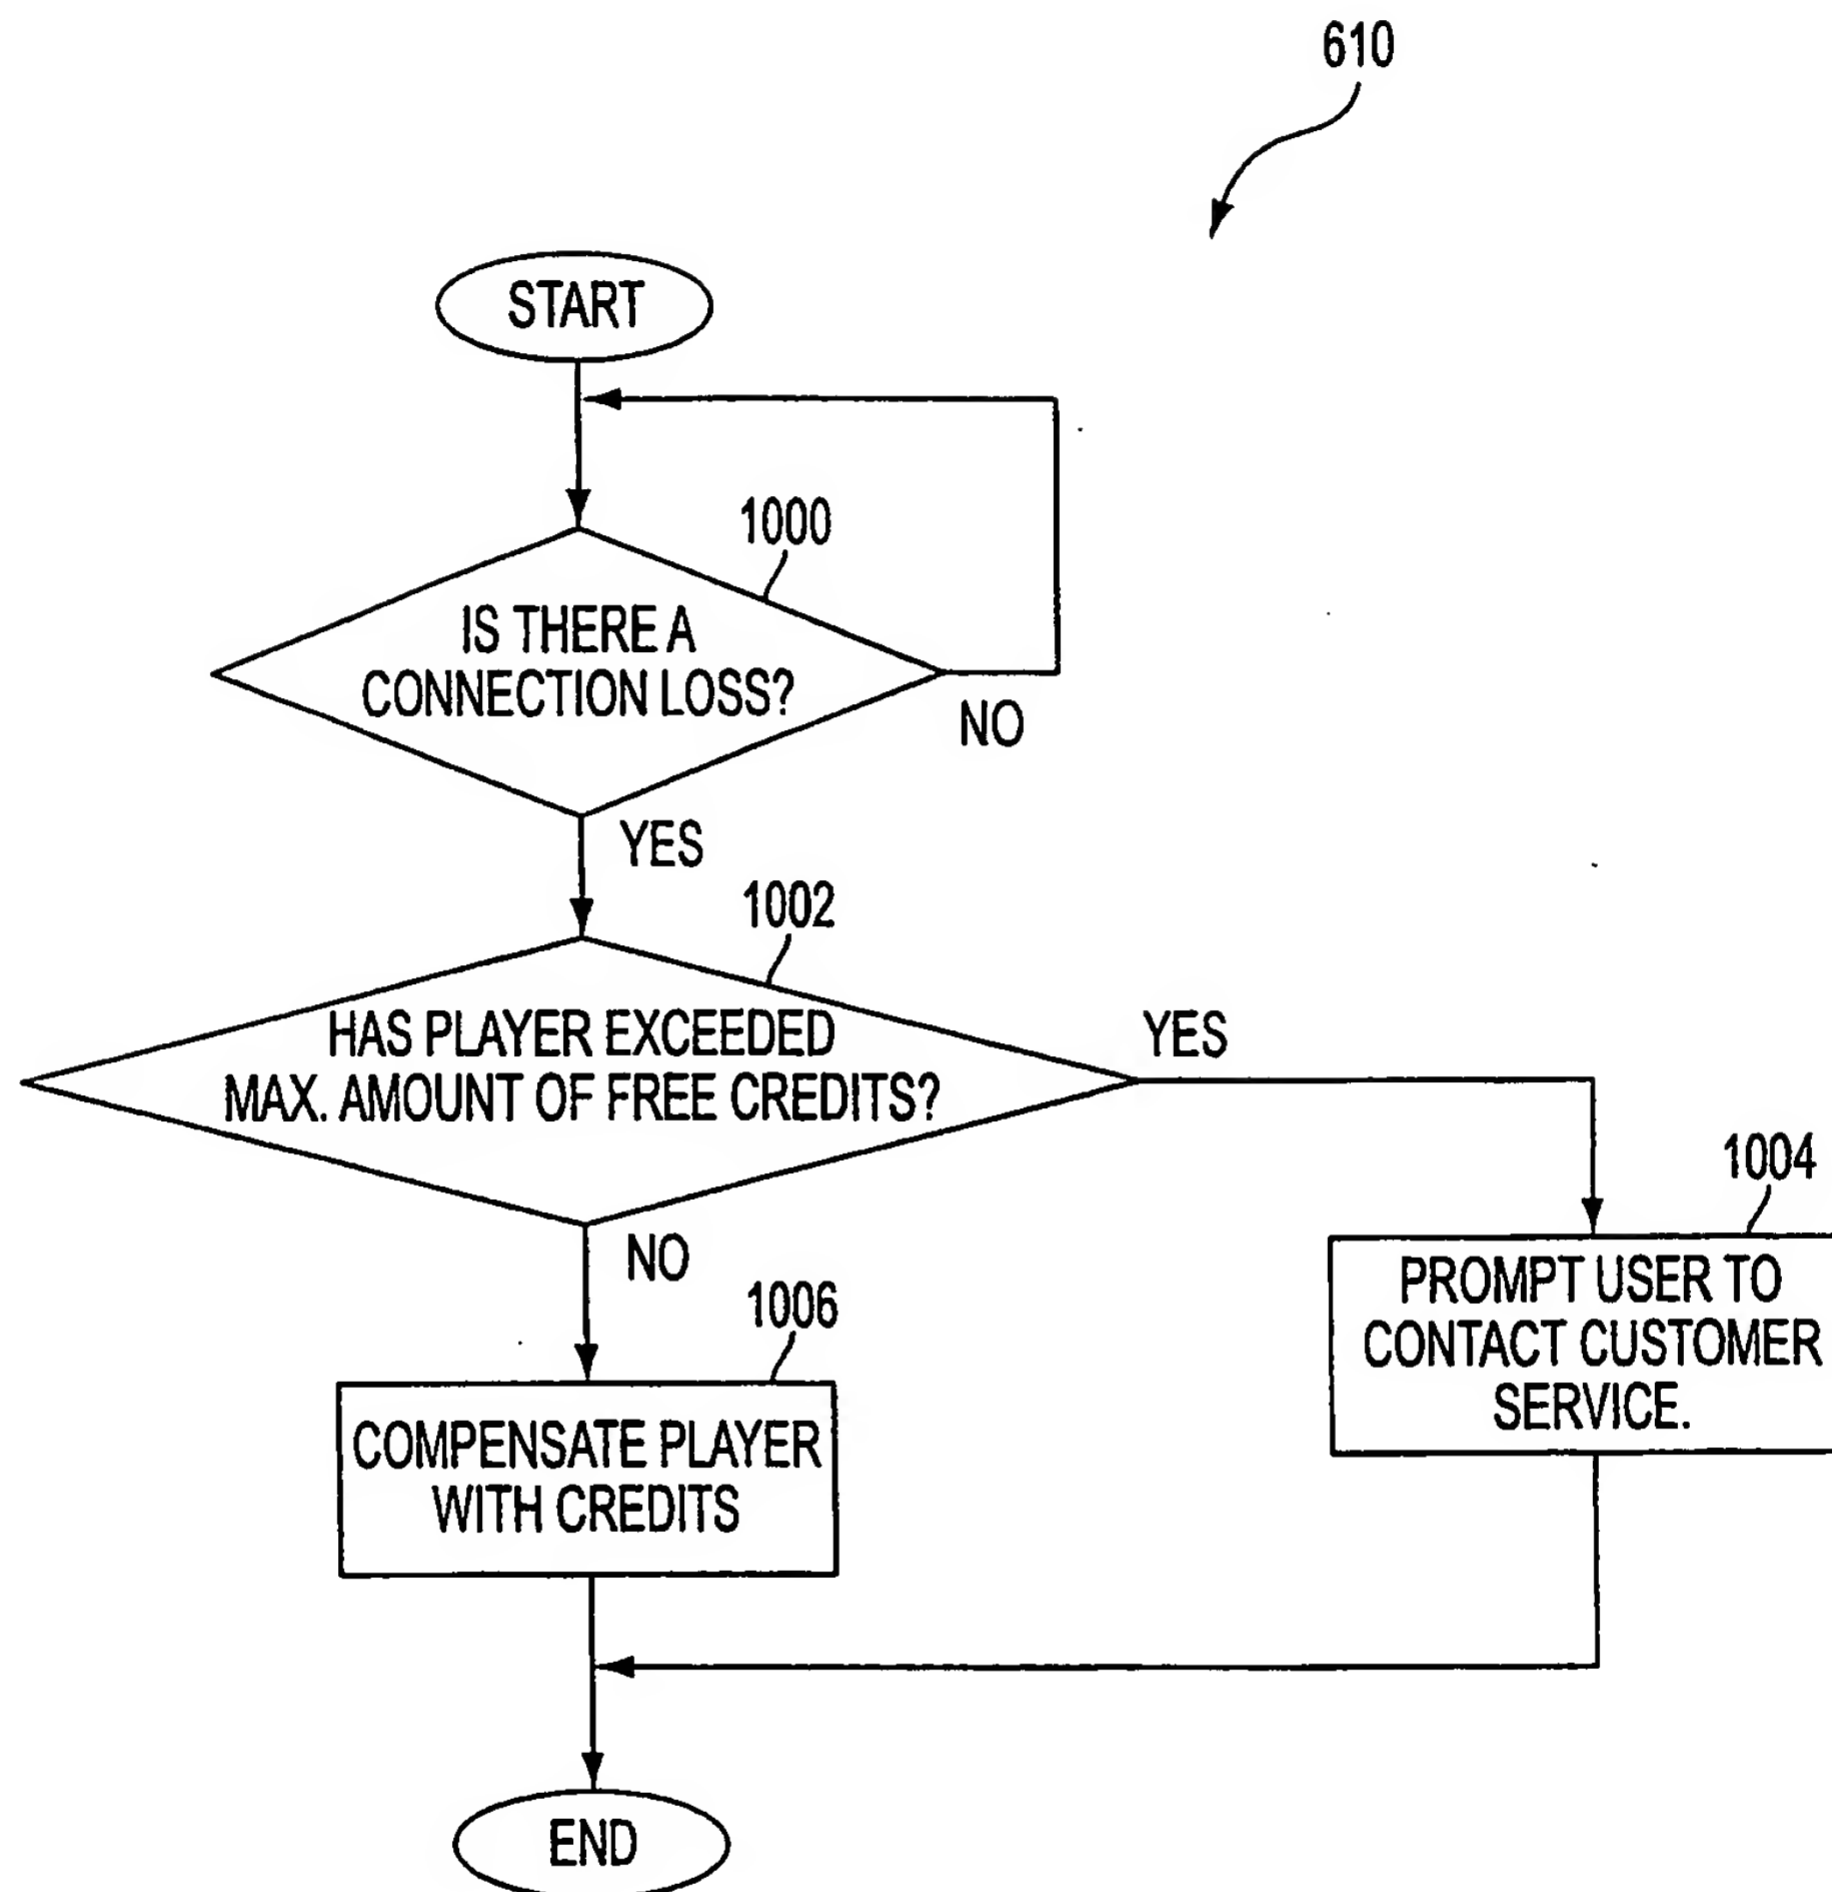 610
START
1000
IS THERE A
CONNECTION LOSS?
NO
YES
1002
HAS PLAYER EXCEEDED
MAX. AMOUNT OF FREE CREDITS?
YES
1004
PROMPT USER TO
CONTACT CUSTOMER
SERVICE.
NO
1006
COMPENSATE PLAYER
WITH CREDITS
END